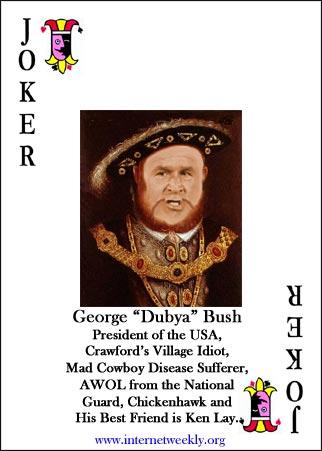 JOKER
George “Dubya” Bush
President of the USA,
Crawford's Village Idiot,
Mad Cowboy Disease Sufferer,
AWOL from the National
Guard, Chickenhawk and
His Best Friend is Ken Lay..
www.internetweekly.org
JOKER